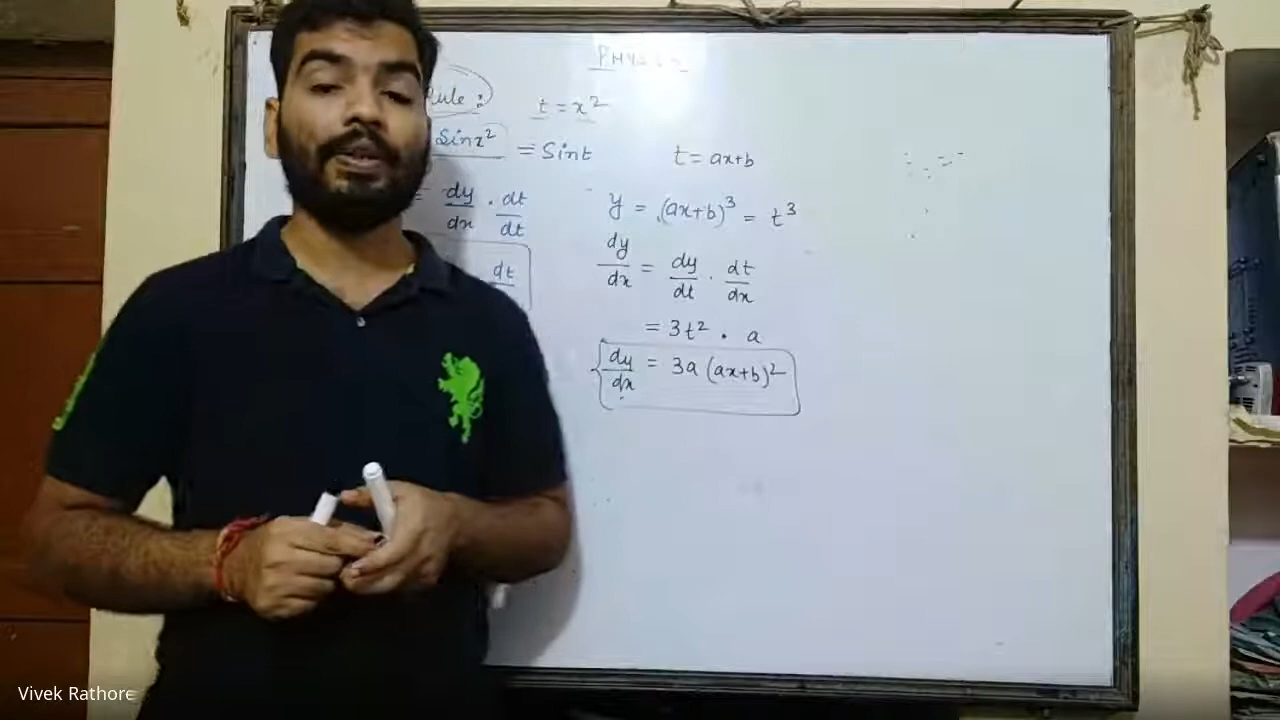 PHYSICS
Rule :
t = x²
Sinx² = Sint
t = ax+b
= dy/dx . dt/dt
y = (ax+b)³ = t³
dt
dy/dx = dy/dt . dt/dx
= 3t² . a
dy/dx = 3a (ax+b)²
Vivek Rathore